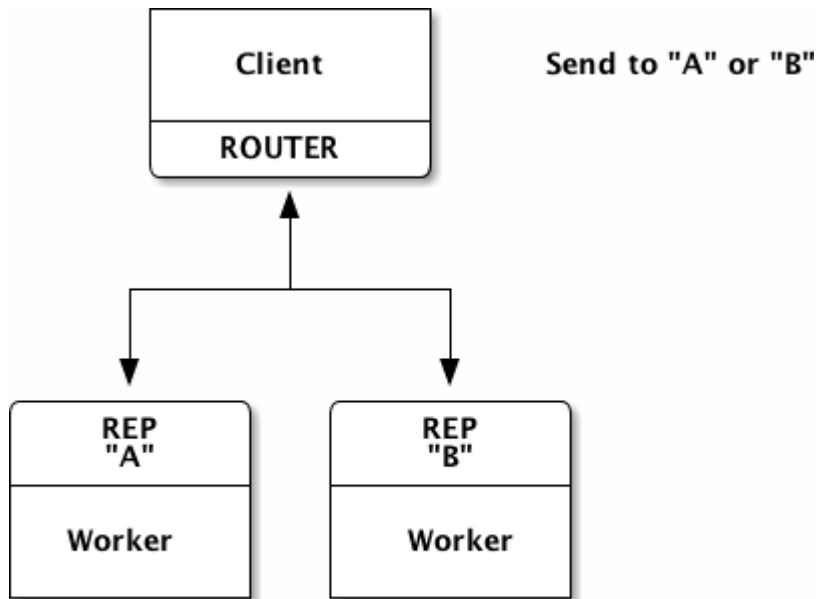 Client
Send to "A" or "B"
ROUTER
REP
"A"
Worker
REP
"B"
Worker